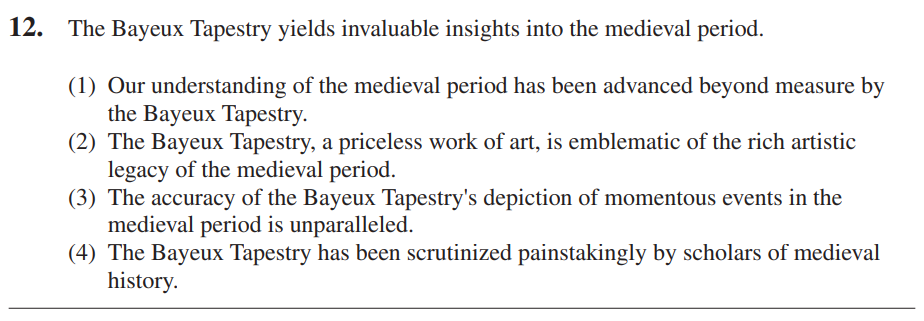 12. The Bayeux Tapestry yields invaluable insights into the medieval period.
(1) Our understanding of the medieval period has been advanced beyond measure by
the Bayeux Tapestry.
(2) The Bayeux Tapestry, a priceless work of art, is emblematic of the rich artistic
legacy of the medieval period.
(3) The accuracy of the Bayeux Tapestry's depiction of momentous events in the
medieval period is unparalleled.
(4) The Bayeux Tapestry has been scrutinized painstakingly by scholars of medieval
history.